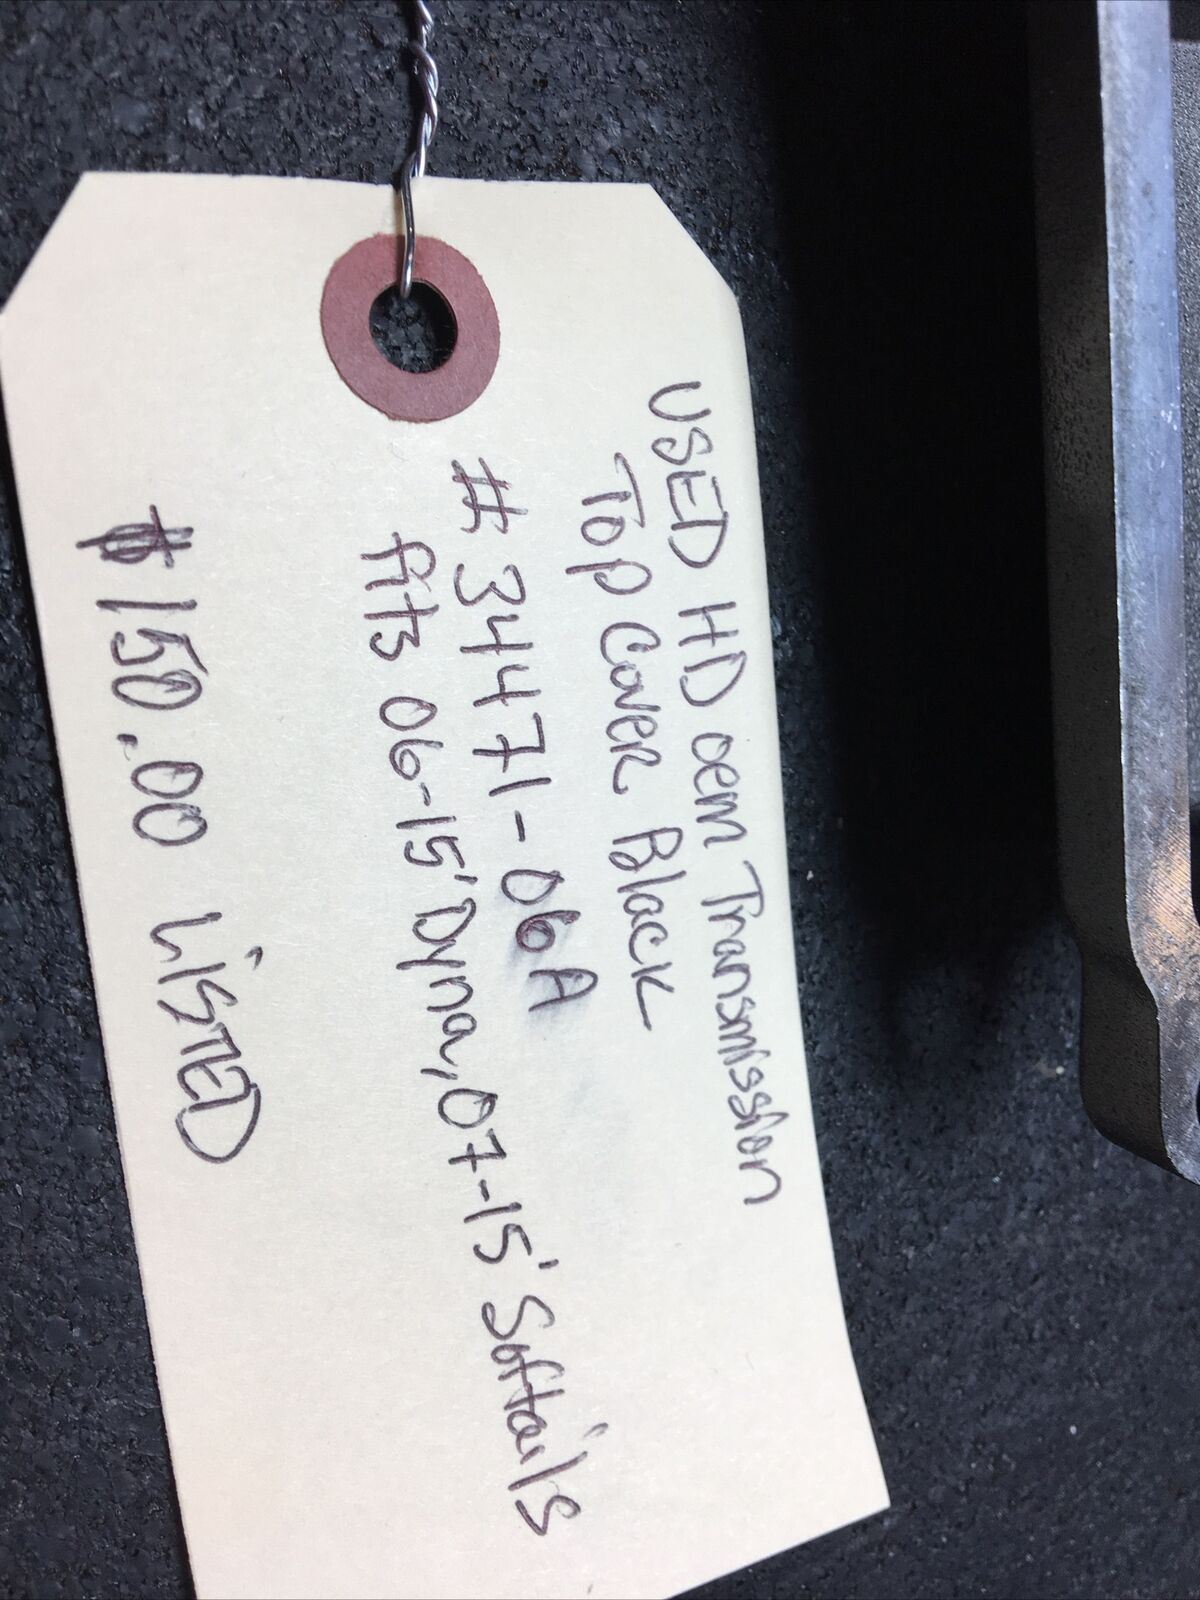 USED HD oem Transmission
Top Cover Black
# 34471-06A
fits 06-15' Dyna, 07-15' Softails
$150.00 LiSTED